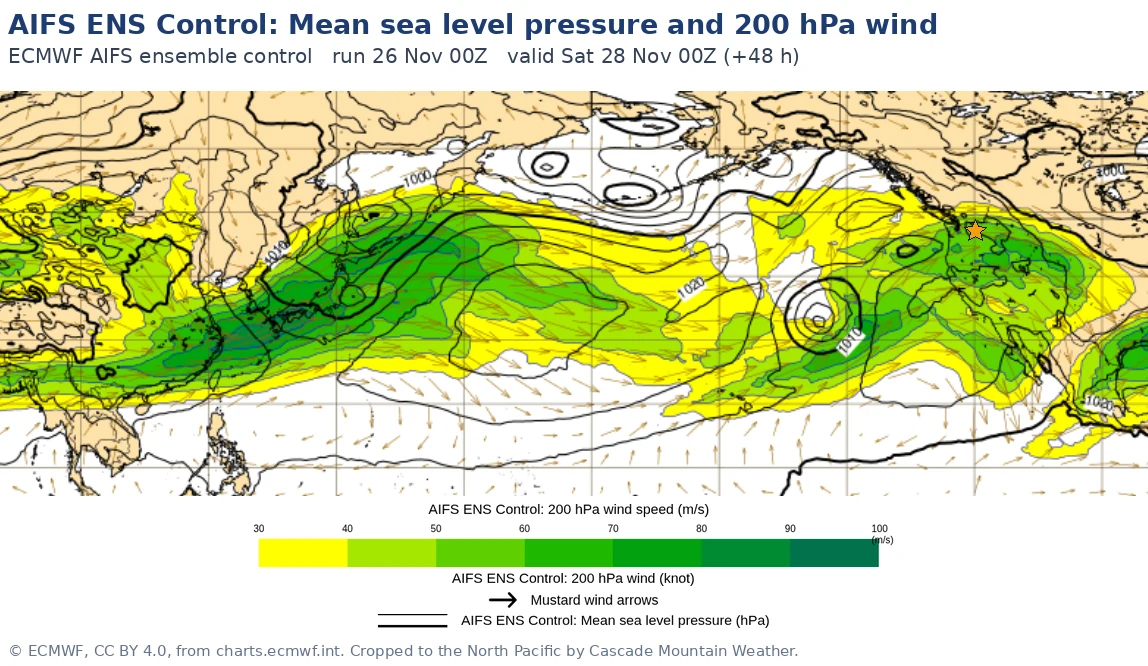 AIFS ENS Control: Mean sea level pressure and 200 hPa wind
ECMWF AIFS ensemble control run 26 Nov 00Z valid Sat 28 Nov 00Z (+48 h)
1000
1000
1010
1020
1010
1020
AIFS ENS Control: 200 hPa wind speed (m/s)
30 40 50 60 70 80 90 100
(m/s)
AIFS ENS Control: 200 hPa wind (knot)
Mustard wind arrows
AIFS ENS Control: Mean sea level pressure (hPa)
© ECMWF, CC BY 4.0, from charts.ecmwf.int. Cropped to the North Pacific by Cascade Mountain Weather.